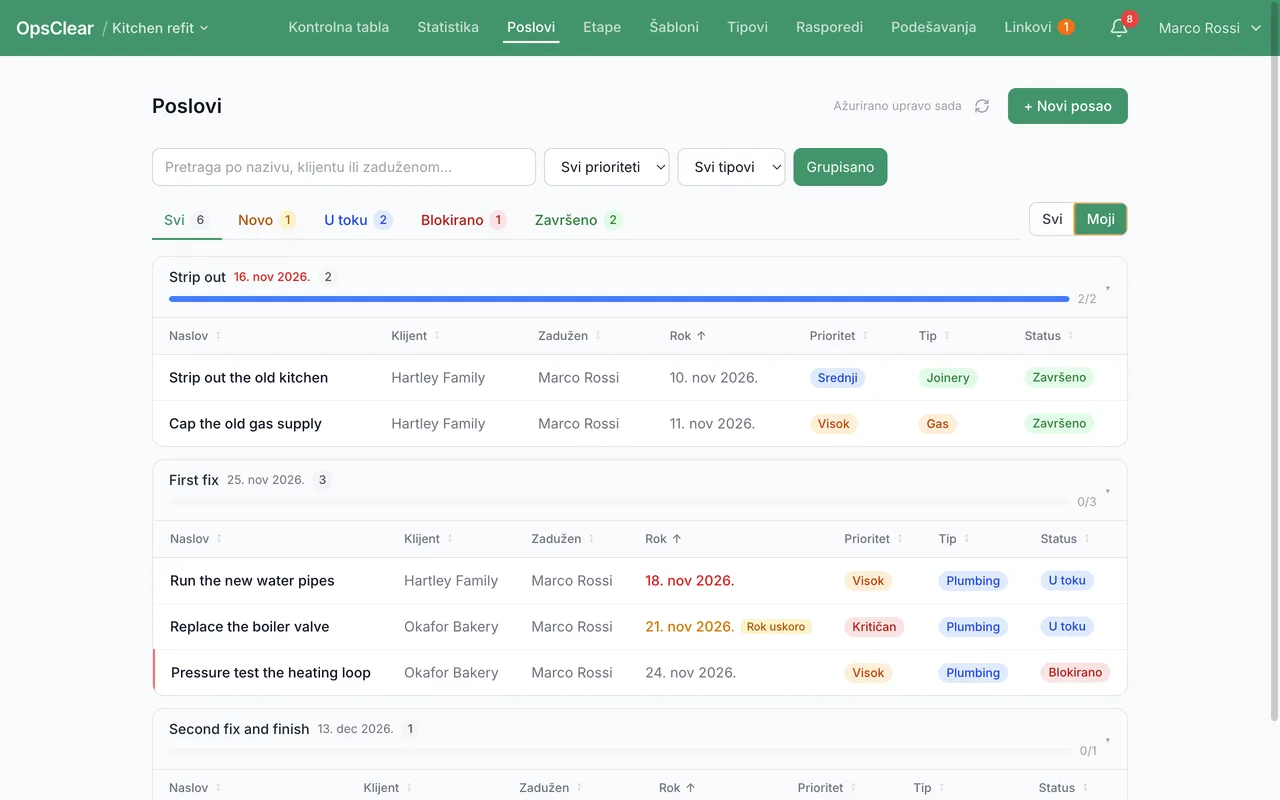 OpsClear / Kitchen refit Kontrolna tabla Statistika Poslovi Etape Šabloni Tipovi Rasporedi Podešavanja Linkovi 1 8 Marco Rossi
Poslovi Ažurirano upravo sada + Novi posao
Pretraga po nazivu, klijentu ili zaduženom... Svi prioriteti Svi tipovi Grupisano
Svi 6 Novo 1 U toku 2 Blokirano 1 Završeno 2 Svi Moji
Strip out 16. nov 2026. 2
2/2
Naslov Klijent Zadužen Rok ↑ Prioritet Tip Status
Strip out the old kitchen Hartley Family Marco Rossi 10. nov 2026. Srednji Joinery Završeno
Cap the old gas supply Hartley Family Marco Rossi 11. nov 2026. Visok Gas Završeno
First fix 25. nov 2026. 3
0/3
Naslov Klijent Zadužen Rok ↑ Prioritet Tip Status
Run the new water pipes Hartley Family Marco Rossi 18. nov 2026. Visok Plumbing U toku
Replace the boiler valve Okafor Bakery Marco Rossi 21. nov 2026. Rok uskoro Kritičan Plumbing U toku
Pressure test the heating loop Okafor Bakery Marco Rossi 24. nov 2026. Visok Plumbing Blokirano
Second fix and finish 13. dec 2026. 1
0/1
Naslov Klijent Zadužen Rok ↑ Prioritet Tip Status